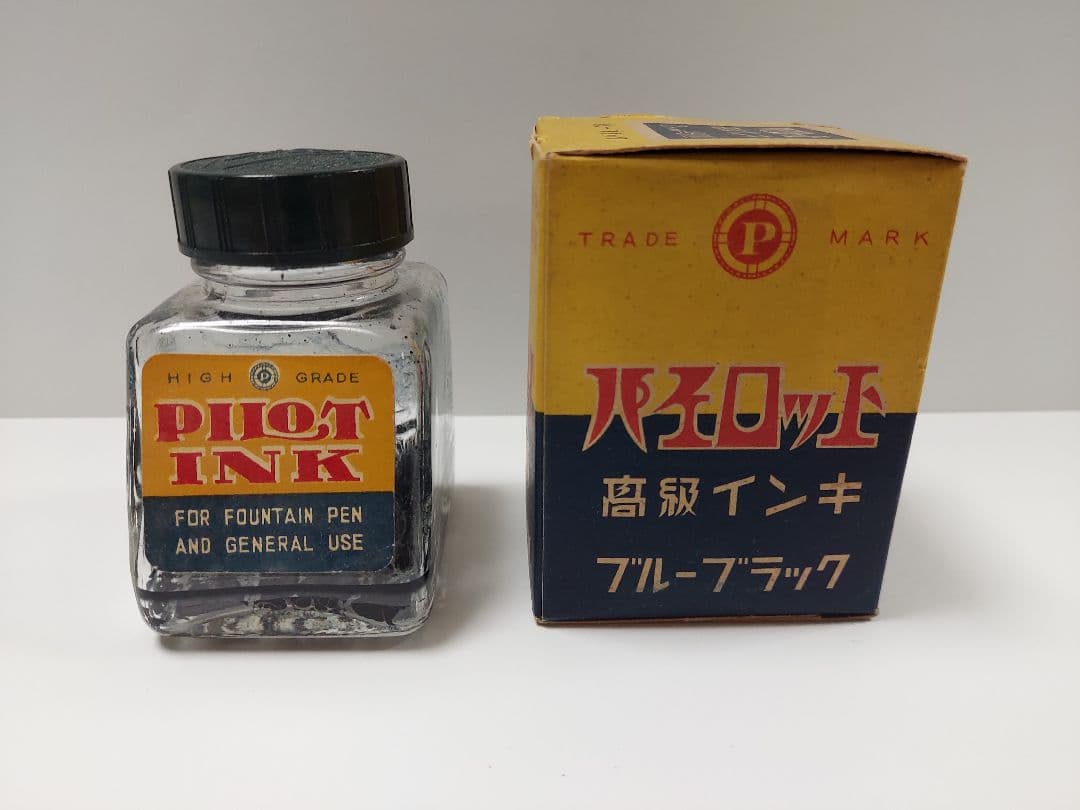 HIGH P GRADE
PILOT
INK
FOR FOUNTAIN PEN
AND GENERAL USE
TRADE P MARK
パイロット
高級インキ
ブルーブラック